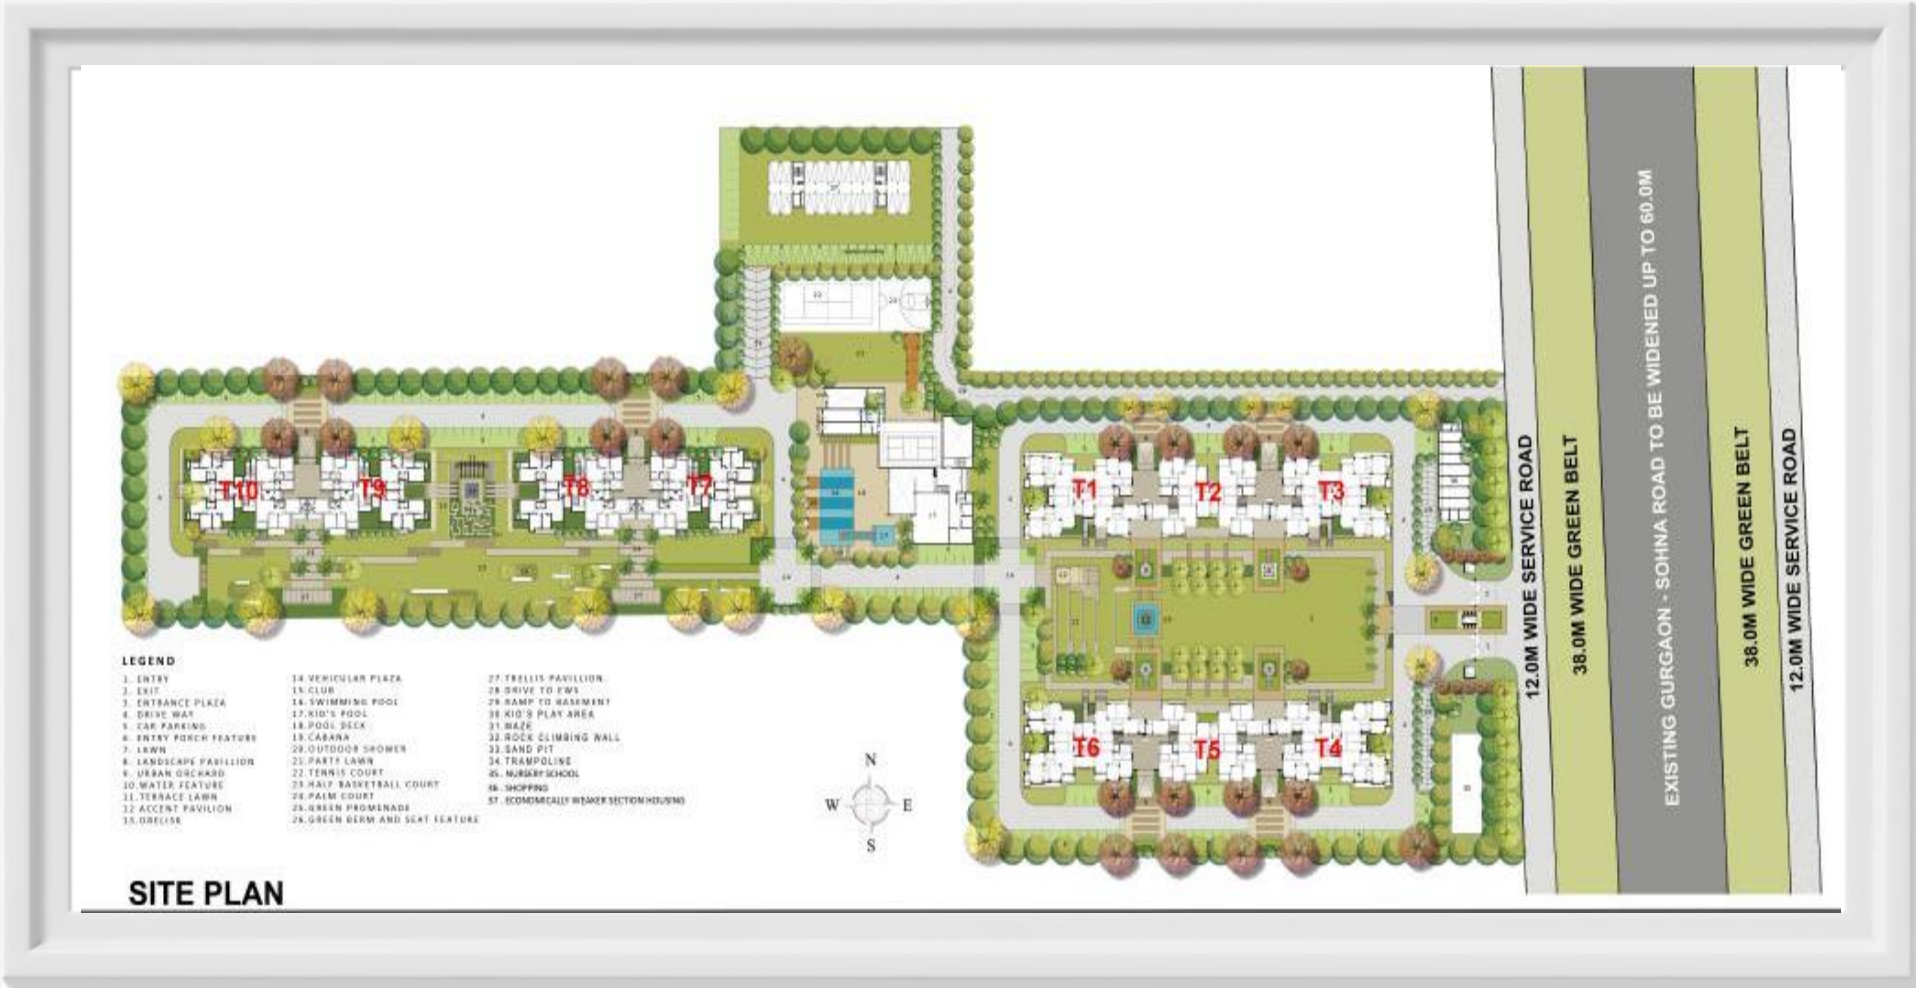 T10
T9
T8
T7
T1
T2
T3
T6
T5
T4
12.0M WIDE SERVICE ROAD
38.0M WIDE GREEN BELT
EXISTING GURGAON - SOHNA ROAD TO BE WIDENED UP TO 60.0M
38.0M WIDE GREEN BELT
12.0M WIDE SERVICE ROAD
LEGEND
1. ENTRY
2. EXIT
3. ENTRANCE PLAZA
4. DRIVE WAY
5. CAR PARKING
6. ENTRY PORCH FEATURE
7. LAWN
8. LANDSCAPE PAVILLION
9. URBAN ORCHARD
10. WATER FEATURE
11. TERRACE LAWN
12 ACCENT PAVILION
13. OBELISK
14. VEHICULAR PLAZA
15. CLUB
16. SWIMMING POOL
17. KID'S POOL
18. POOL DECK
19. CABANA
20. OUTDOOR SHOWER
21. PARTY LAWN
22. TENNIS COURT
23. HALF BASKETBALL COURT
24. PALM COURT
25. GREEN PROMENADE
26. GREEN BERM AND SEAT FEATURE
27. TRELLIS PAVILLION
28. DRIVE TO EWS
29. RAMP TO BASEMENT
30. KID'S PLAY AREA
31. MAZE
32. ROCK CLIMBING WALL
33. SAND PIT
34. TRAMPOLINE
35. NURSERY SCHOOL
36. SHOPPING
37. ECONOMICALLY WEAKER SECTION HOUSING
N
W E
S
SITE PLAN